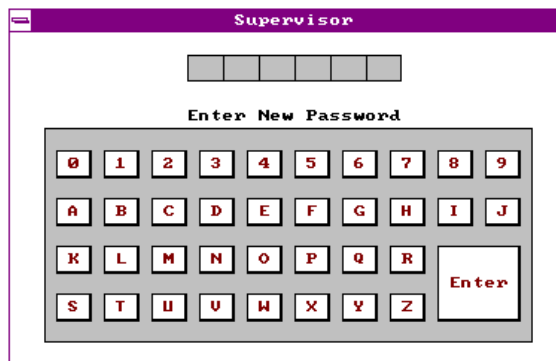 Supervisor
Enter New Password
0 1 2 3 4 5 6 7 8 9
A B C D E F G H I J
K L M N O P Q R
Enter
S T U V W X Y Z